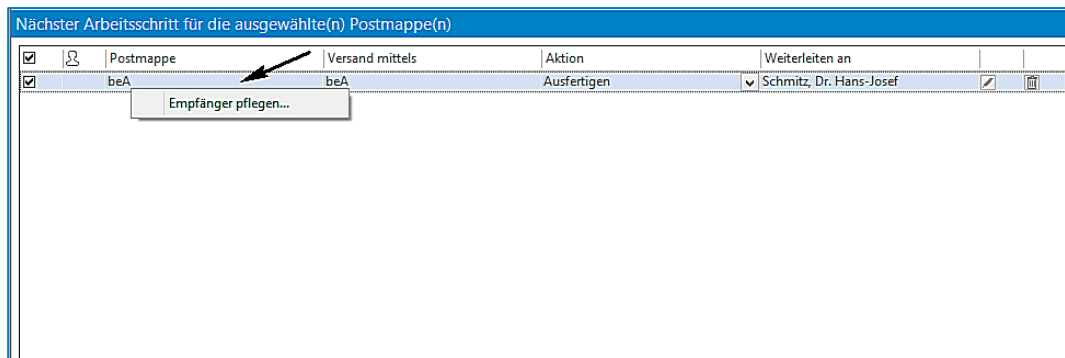 Nächster Arbeitsschritt für die ausgewählte(n) Postmappe(n)
Postmappe Versand mittels Aktion Weiterleiten an
beA beA Ausfertigen Schmitz, Dr. Hans-Josef
Empfänger pflegen...